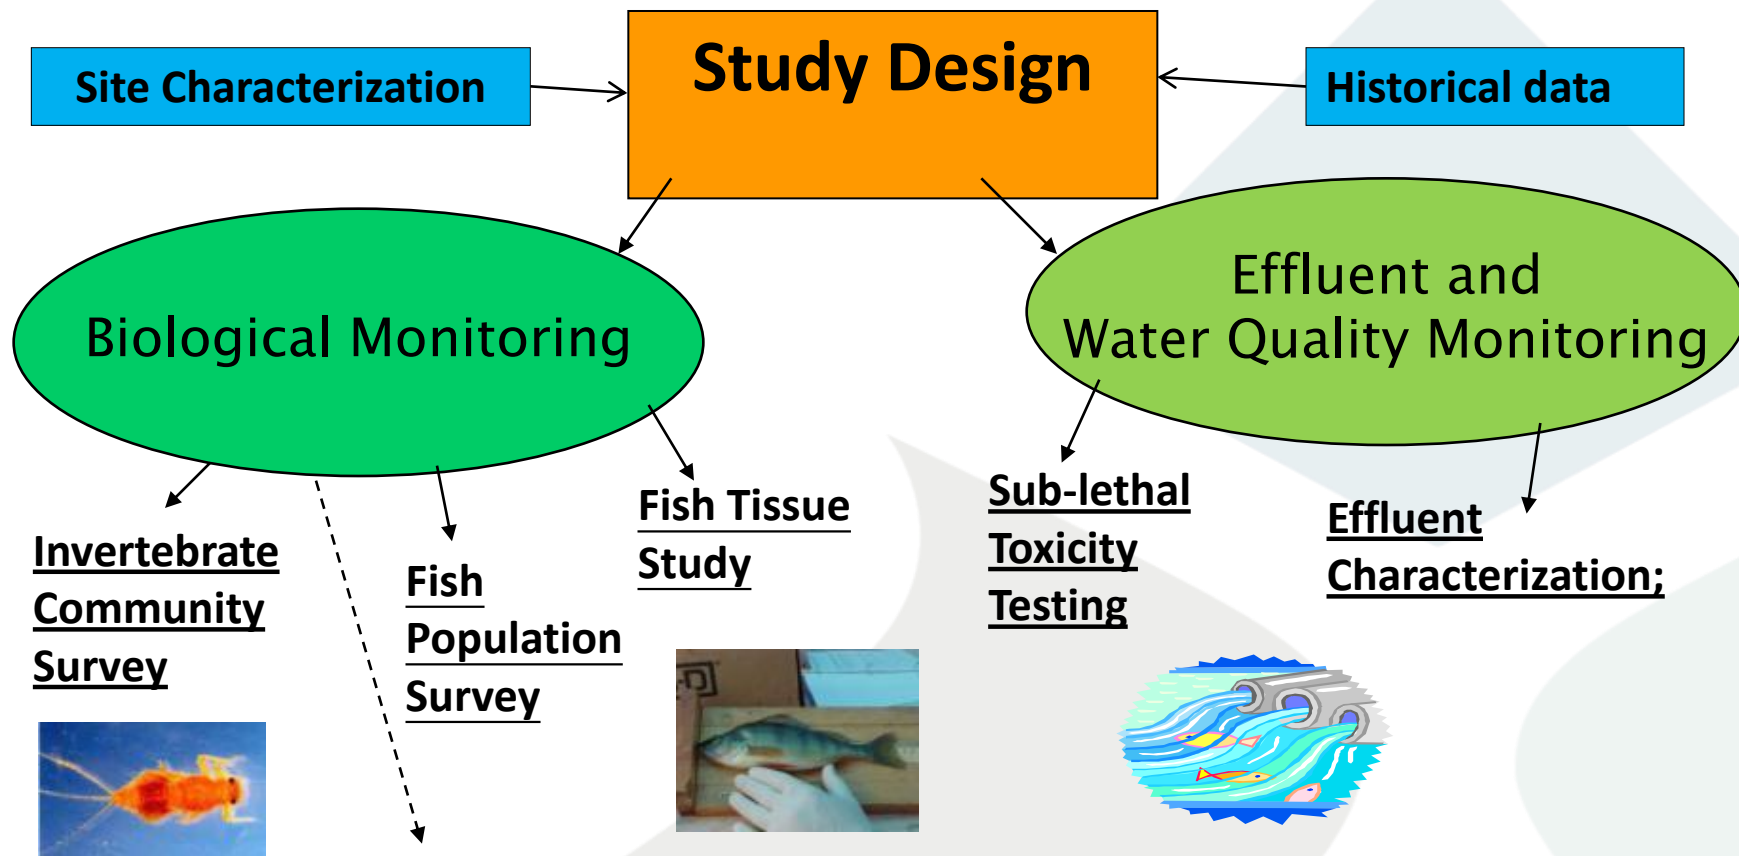 Study Design
Site Characterization
Historical data
Biological Monitoring
Effluent and
Water Quality Monitoring
Invertebrate
Community
Survey
Fish
Population
Survey
Fish Tissue
Study
Sub-lethal
Toxicity
Testing
Effluent
Characterization;